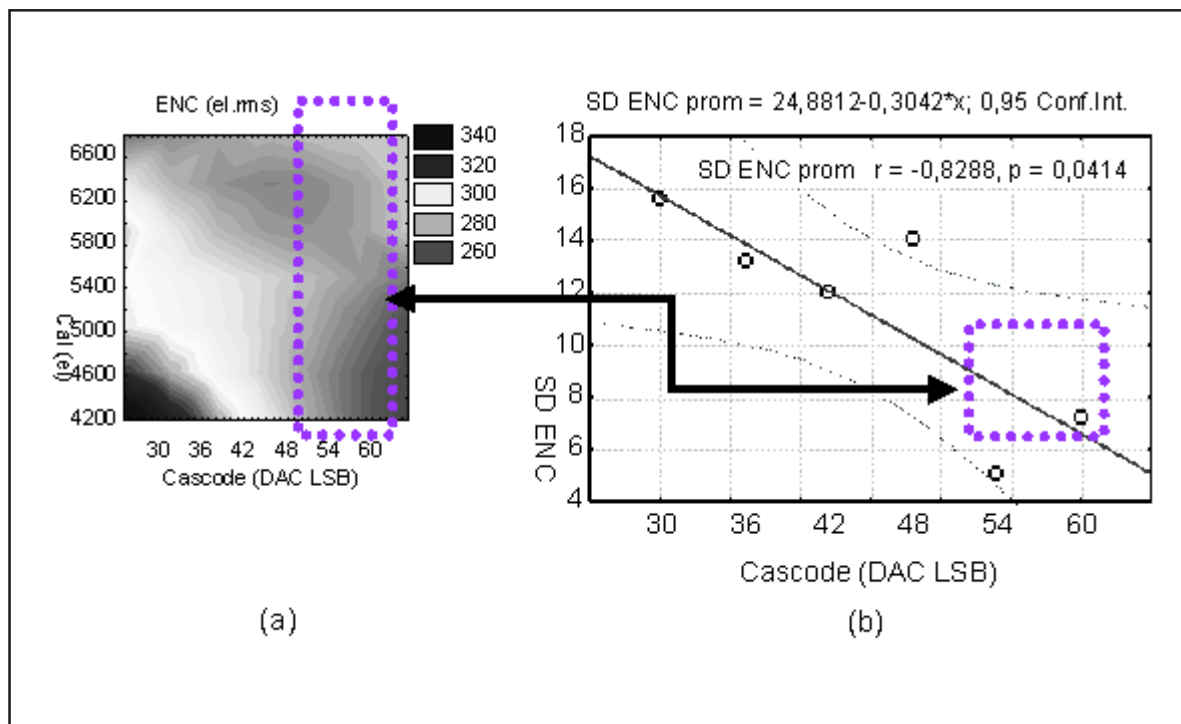 ENC (el.rms)
Cal (el)
6600
6200
5800
5400
5000
4600
4200
30 36 42 48 54 60
Cascode (DAC LSB)
340
320
300
280
260
(a)
SD ENC prom = 24,8812-0,3042*x; 0,95 Conf.Int.
SD ENC prom r = -0,8288, p = 0,0414
SD ENC
18
16
14
12
10
8
6
4
30 36 42 48 54 60
Cascode (DAC LSB)
(b)